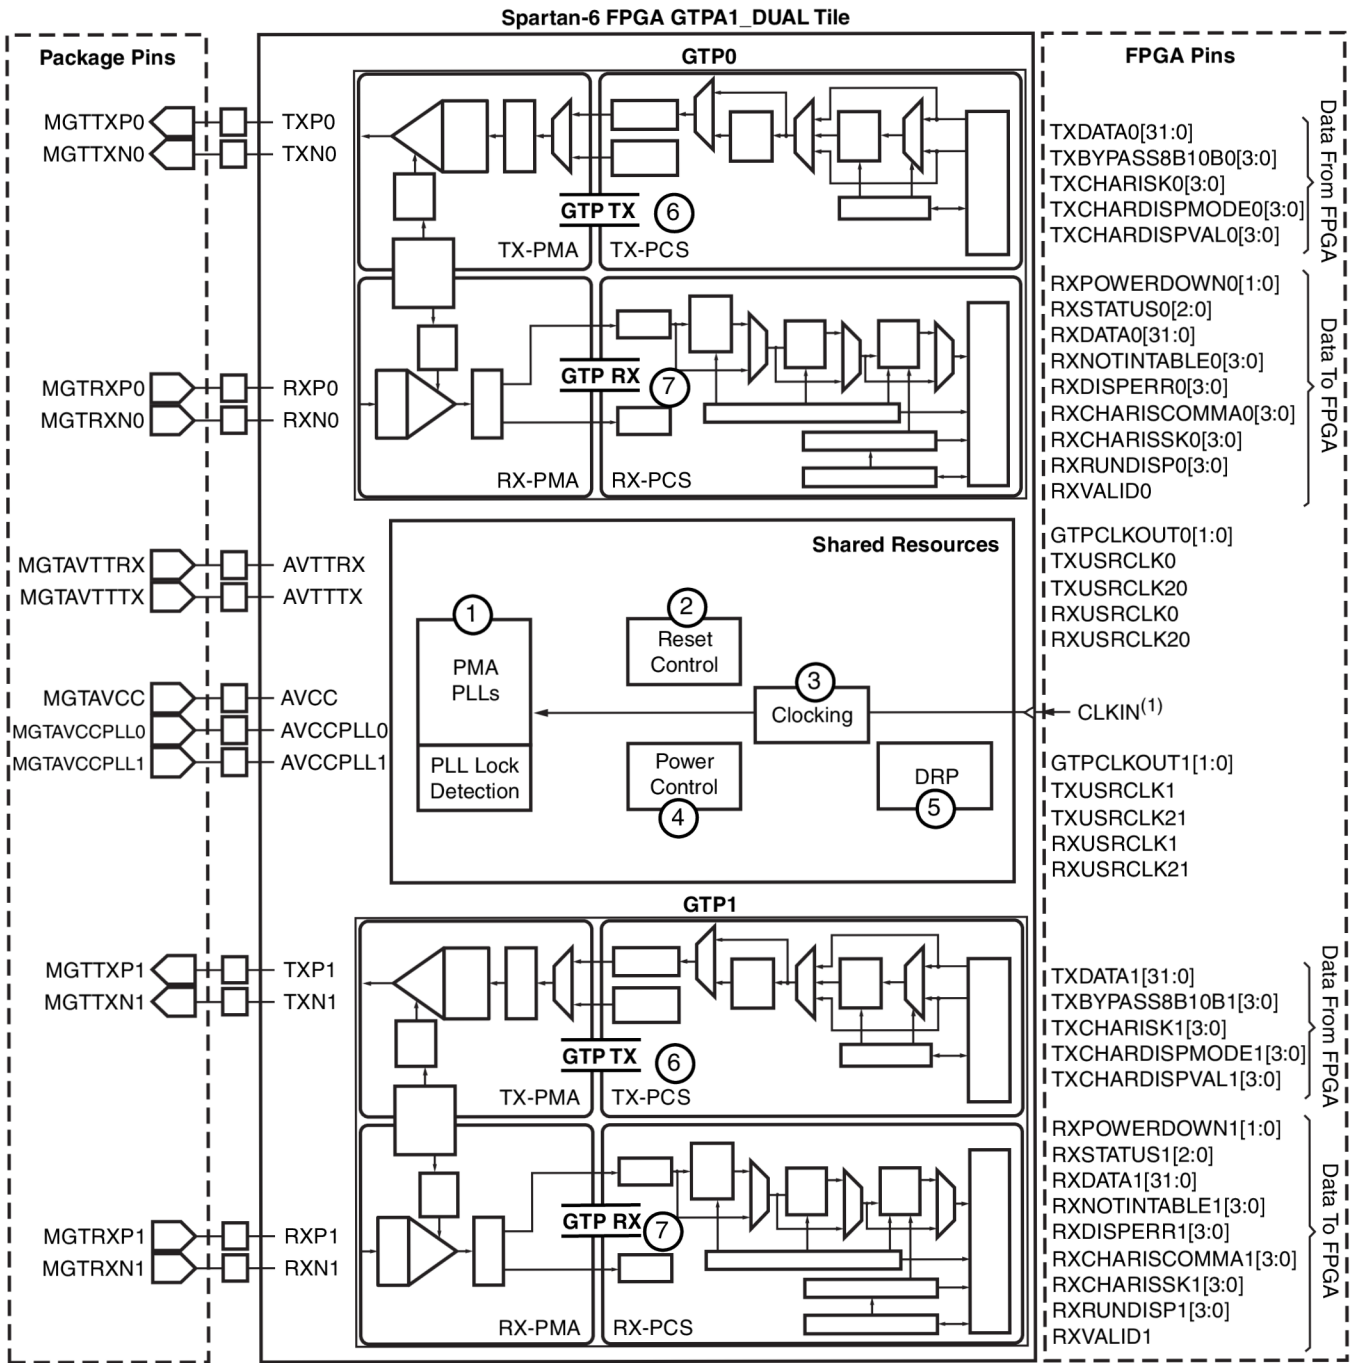 Spartan-6 FPGA GTPA1_DUAL Tile
Package Pins
GTP0
FPGA Pins
MGTTXP0
TXP0
MGTTXN0
TXN0
GTP TX
6
TX-PMA
TX-PCS
TXDATA0[31:0]
TXBYPASS8B10B0[3:0]
TXCHARISK0[3:0]
TXCHARDISPMODE0[3:0]
TXCHARDISPVAL0[3:0]
Data From FPGA
MGTRXP0
RXP0
MGTRXN0
RXN0
GTP RX
7
RX-PMA
RX-PCS
RXPOWERDOWN0[1:0]
RXSTATUS0[2:0]
RXDATA0[31:0]
RXNOTINTABLE0[3:0]
RXDISPERR0[3:0]
RXCHARISCOMMA0[3:0]
RXCHARISSK0[3:0]
RXRUNDISP0[3:0]
RXVALID0
Data To FPGA
MGTAVTTRX
AVTTRX
MGTAVTTTX
AVTTTX
MGTAVCC
AVCC
MGTAVCCPLL0
AVCCPLL0
MGTAVCCPLL1
AVCCPLL1
Shared Resources
1
PMA
PLLs
PLL Lock
Detection
2
Reset
Control
3
Clocking
Power
Control
4
DRP
5
GTPCLKOUT0[1:0]
TXUSRCLK0
TXUSRCLK20
RXUSRCLK0
RXUSRCLK20
CLKIN(1)
GTPCLKOUT1[1:0]
TXUSRCLK1
TXUSRCLK21
RXUSRCLK1
RXUSRCLK21
GTP1
MGTTXP1
TXP1
MGTTXN1
TXN1
GTP TX
6
TX-PMA
TX-PCS
TXDATA1[31:0]
TXBYPASS8B10B1[3:0]
TXCHARISK1[3:0]
TXCHARDISPMODE1[3:0]
TXCHARDISPVAL1[3:0]
Data From FPGA
MGTRXP1
RXP1
MGTRXN1
RXN1
GTP RX
7
RX-PMA
RX-PCS
RXPOWERDOWN1[1:0]
RXSTATUS1[2:0]
RXDATA1[31:0]
RXNOTINTABLE1[3:0]
RXDISPERR1[3:0]
RXCHARISCOMMA1[3:0]
RXCHARISSK1[3:0]
RXRUNDISP1[3:0]
RXVALID1
Data To FPGA